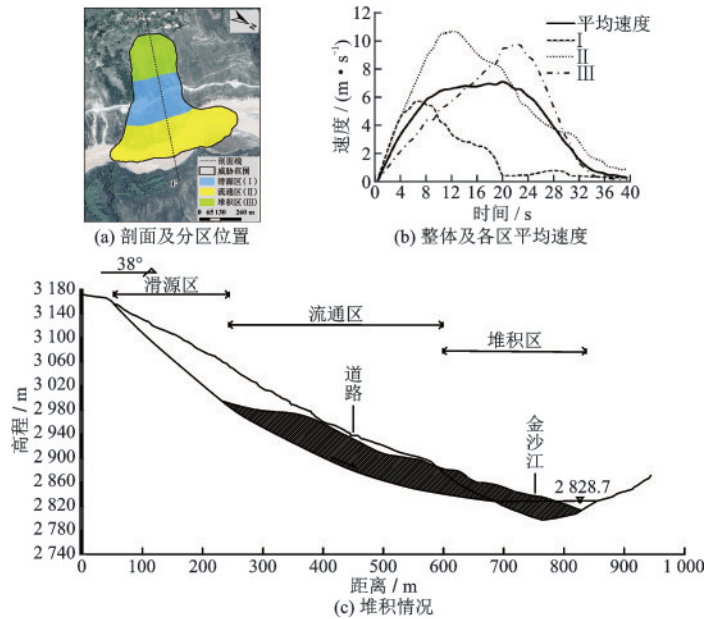 N
I
I'
剖面线
威胁范围
滑源区(I)
流通区(II)
堆积区(III)
0 65 130 260 m
(a) 剖面及分区位置
12
10
8
6
4
2
0
速度 / (m • s⁻¹)
平均速度
I
II
III
4 8 12 16 20 24 28 32 36 40
时间 / s
(b) 整体及各区平均速度
38°
滑源区
流通区
堆积区
道路
金沙江
2 828.7
3 180
3 140
3 100
3 060
3 020
2 980
2 940
2 900
2 860
2 820
2 780
2 740
高程 / m
0 100 200 300 400 500 600 700 800 900 1 000
距离 / m
(c) 堆积情况